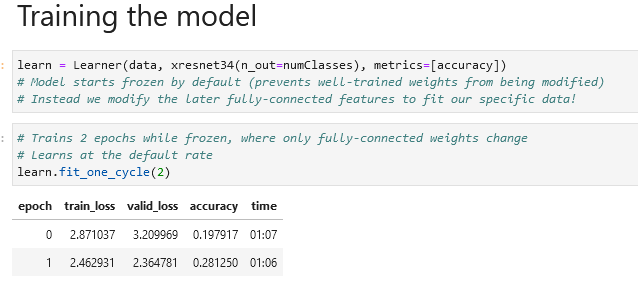 Training the model
: learn = Learner(data, xresnet34(n_out=numClasses), metrics=[accuracy])
# Model starts frozen by default (prevents well-trained weights from being modified)
# Instead we modify the later fully-connected features to fit our specific data!
: # Trains 2 epochs while frozen, where only fully-connected weights change
# Learns at the default rate
learn.fit_one_cycle(2)
epoch train_loss valid_loss accuracy time
0 2.871037 3.209969 0.197917 01:07
1 2.462931 2.364781 0.281250 01:06